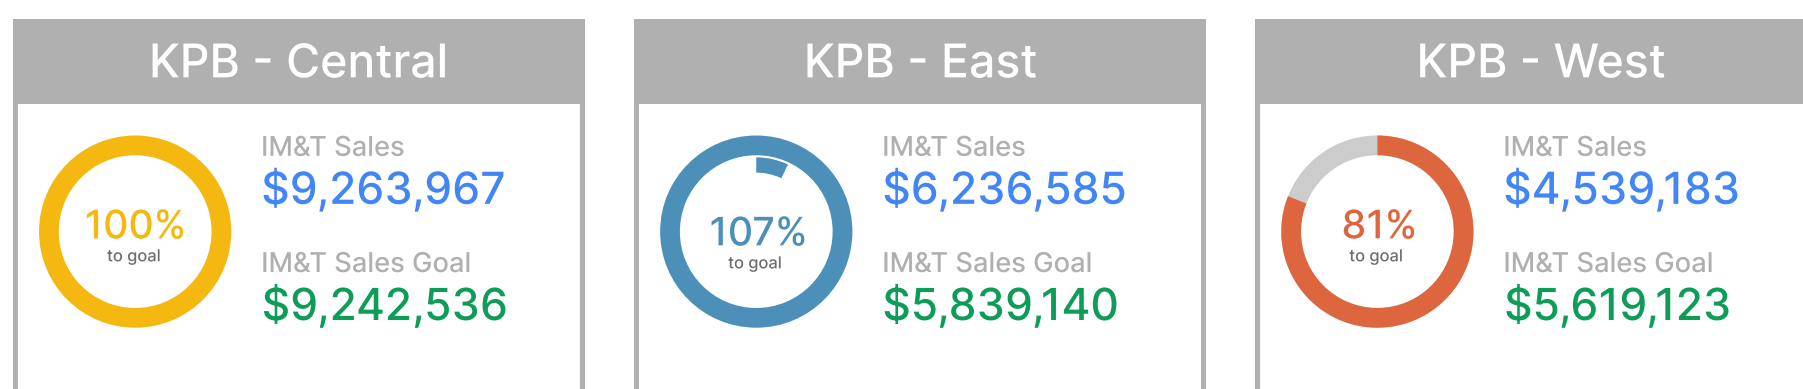 KPB - Central
100%
to goal
IM&T Sales
$9,263,967
IM&T Sales Goal
$9,242,536
KPB - East
107%
to goal
IM&T Sales
$6,236,585
IM&T Sales Goal
$5,839,140
KPB - West
81%
to goal
IM&T Sales
$4,539,183
IM&T Sales Goal
$5,619,123